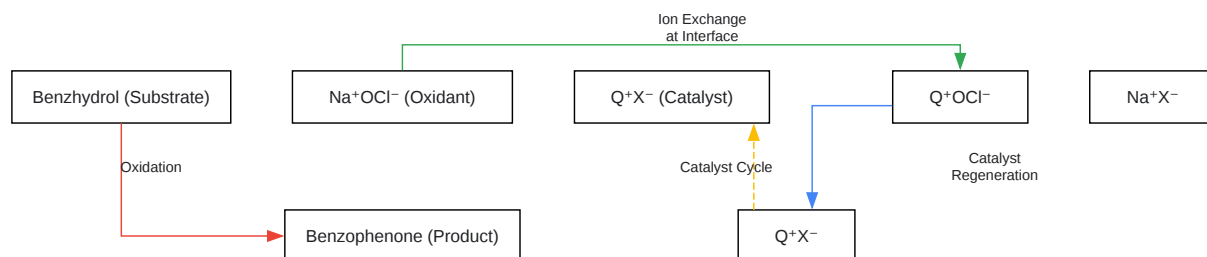 Ion Exchange
at Interface
Benzhydrol (Substrate)
Na⁺OCl⁻ (Oxidant)
Q⁺X⁻ (Catalyst)
Q⁺OCl⁻
Na⁺X⁻
Oxidation
Catalyst Cycle
Catalyst
Regeneration
Benzophenone (Product)
Q⁺X⁻